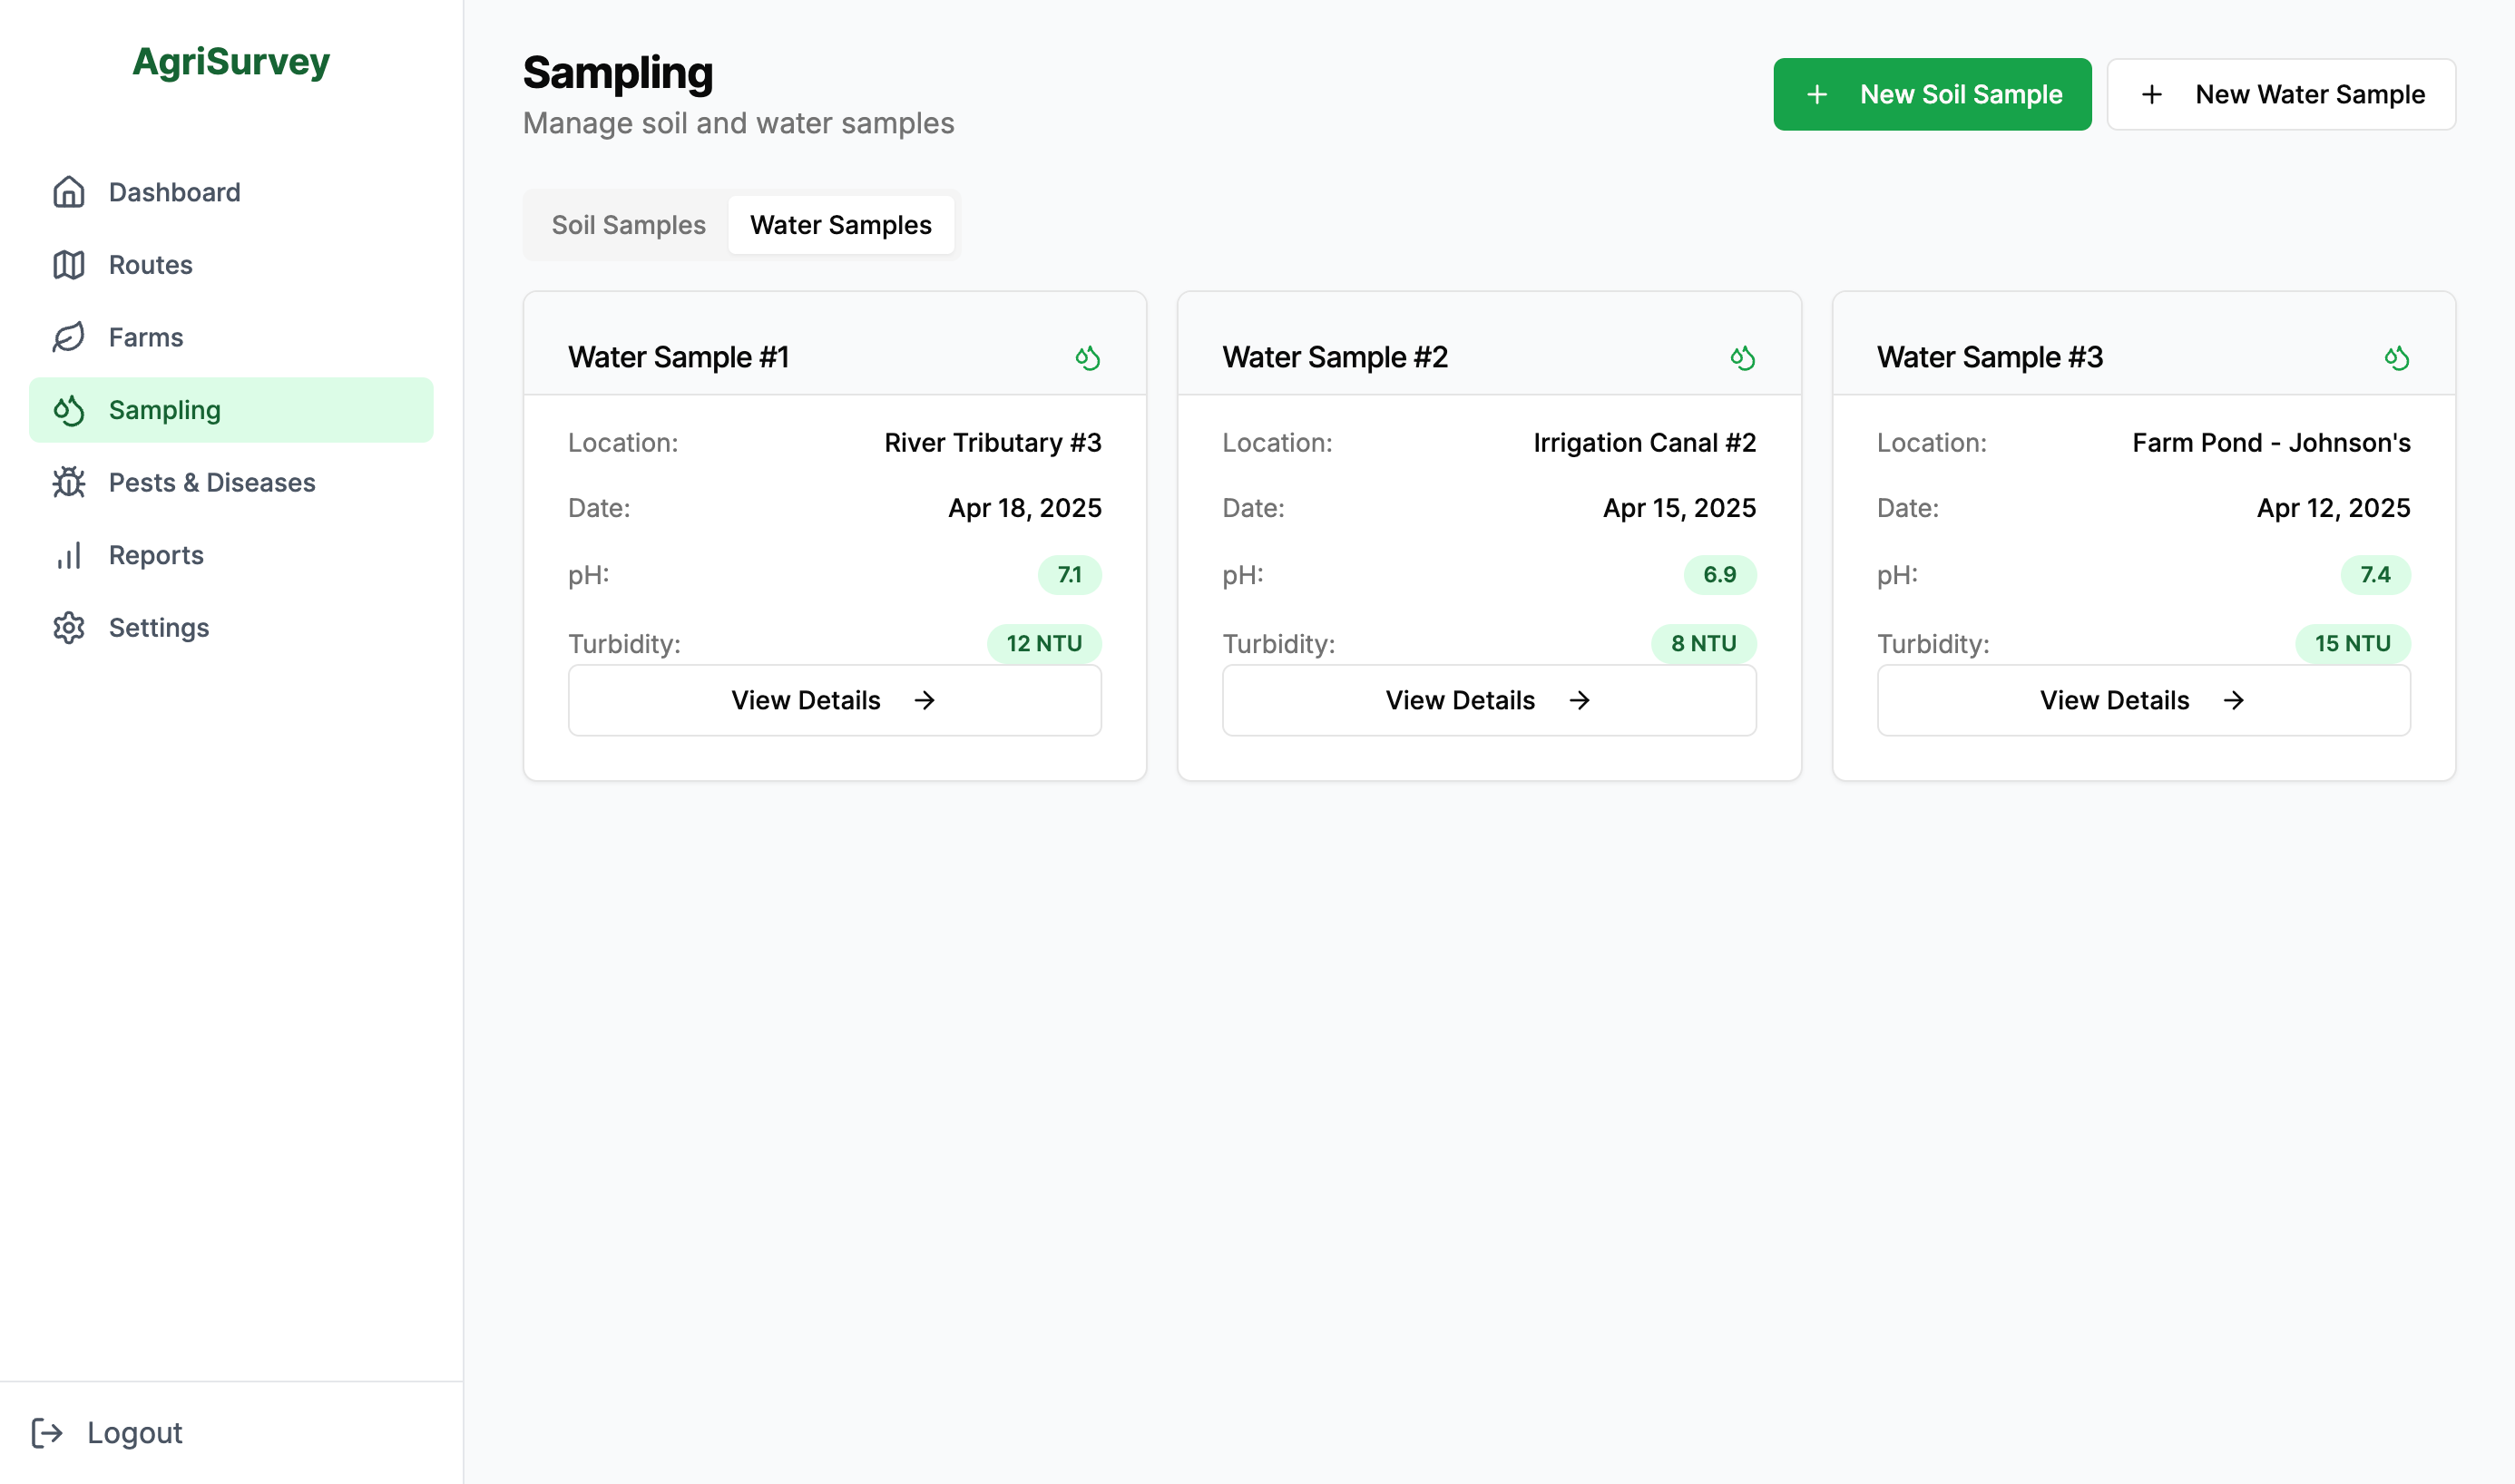 AgriSurvey
Dashboard
Routes
Farms
Sampling
Pests & Diseases
Reports
Settings
Logout
Sampling
Manage soil and water samples
New Soil Sample
New Water Sample
Soil Samples
Water Samples
Water Sample #1
Location: River Tributary #3
Date: Apr 18, 2025
pH: 7.1
Turbidity: 12 NTU
View Details
Water Sample #2
Location: Irrigation Canal #2
Date: Apr 15, 2025
pH: 6.9
Turbidity: 8 NTU
View Details
Water Sample #3
Location: Farm Pond - Johnson's
Date: Apr 12, 2025
pH: 7.4
Turbidity: 15 NTU
View Details